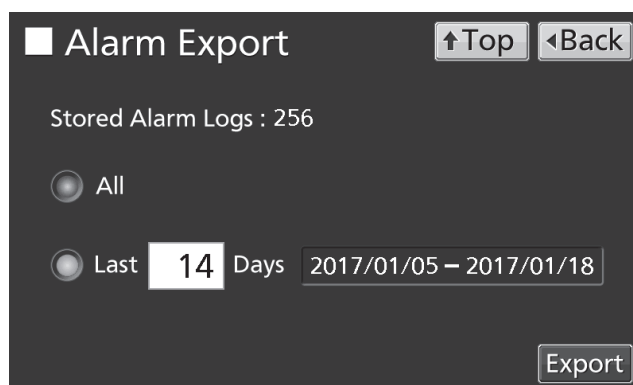 Alarm Export
↑Top
◂Back
Stored Alarm Logs : 256
All
Last 14 Days 2017/01/05 – 2017/01/18
Export